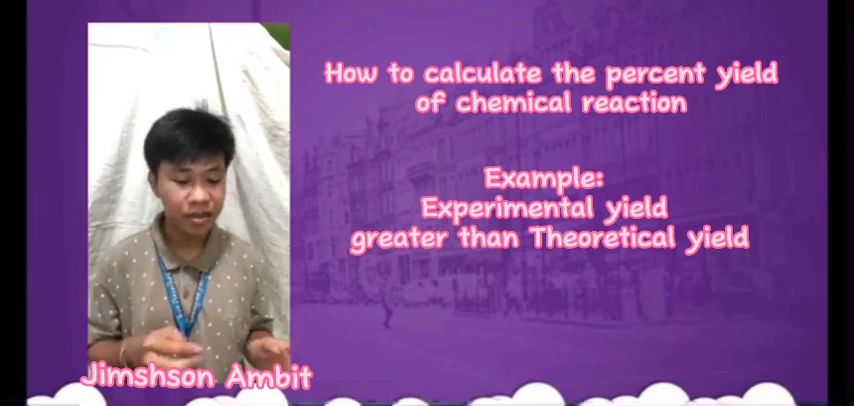 How to calculate the percent yield
of chemical reaction
Example:
Experimental yield
greater than Theoretical yield
Jimshson Ambit